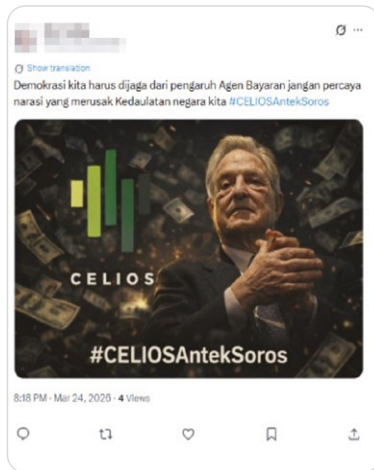 Show translation
Demokrasi kita harus dijaga dari pengaruh Agen Bayaran jangan percaya
narasi yang merusak Kedaulatan negara kita #CELIOSAntekSoros
CELIOS
#CELIOSAntekSoros
8:18 PM · Mar 24, 2026 · 4 Views